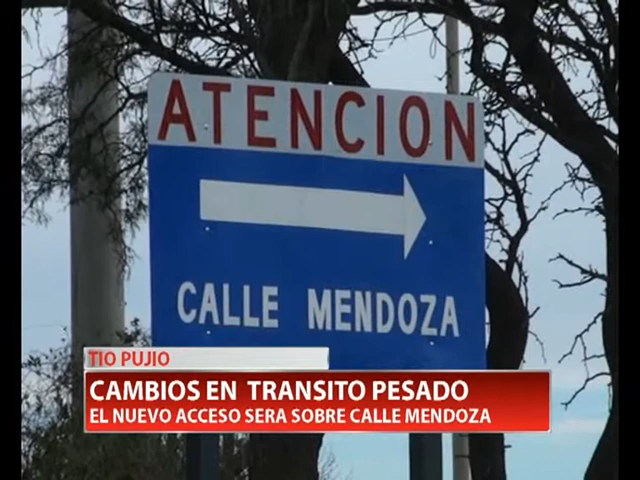 ATENCION
CALLE MENDOZA
TIO PUJIO
CAMBIOS EN TRANSITO PESADO
EL NUEVO ACCESO SERA SOBRE CALLE MENDOZA